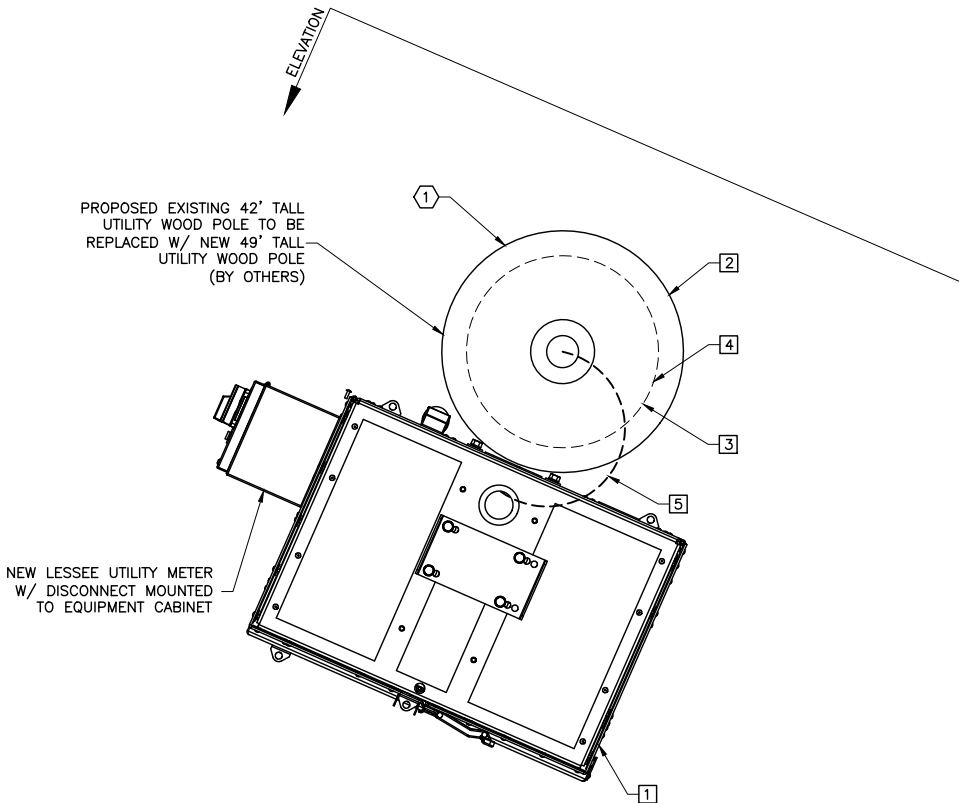 ELEVATION
1
PROPOSED EXISTING 42' TALL
UTILITY WOOD POLE TO BE
REPLACED W/ NEW 49' TALL
UTILITY WOOD POLE
(BY OTHERS)
2
4
3
5
NEW LESSEE UTILITY METER
W/ DISCONNECT MOUNTED
TO EQUIPMENT CABINET
1